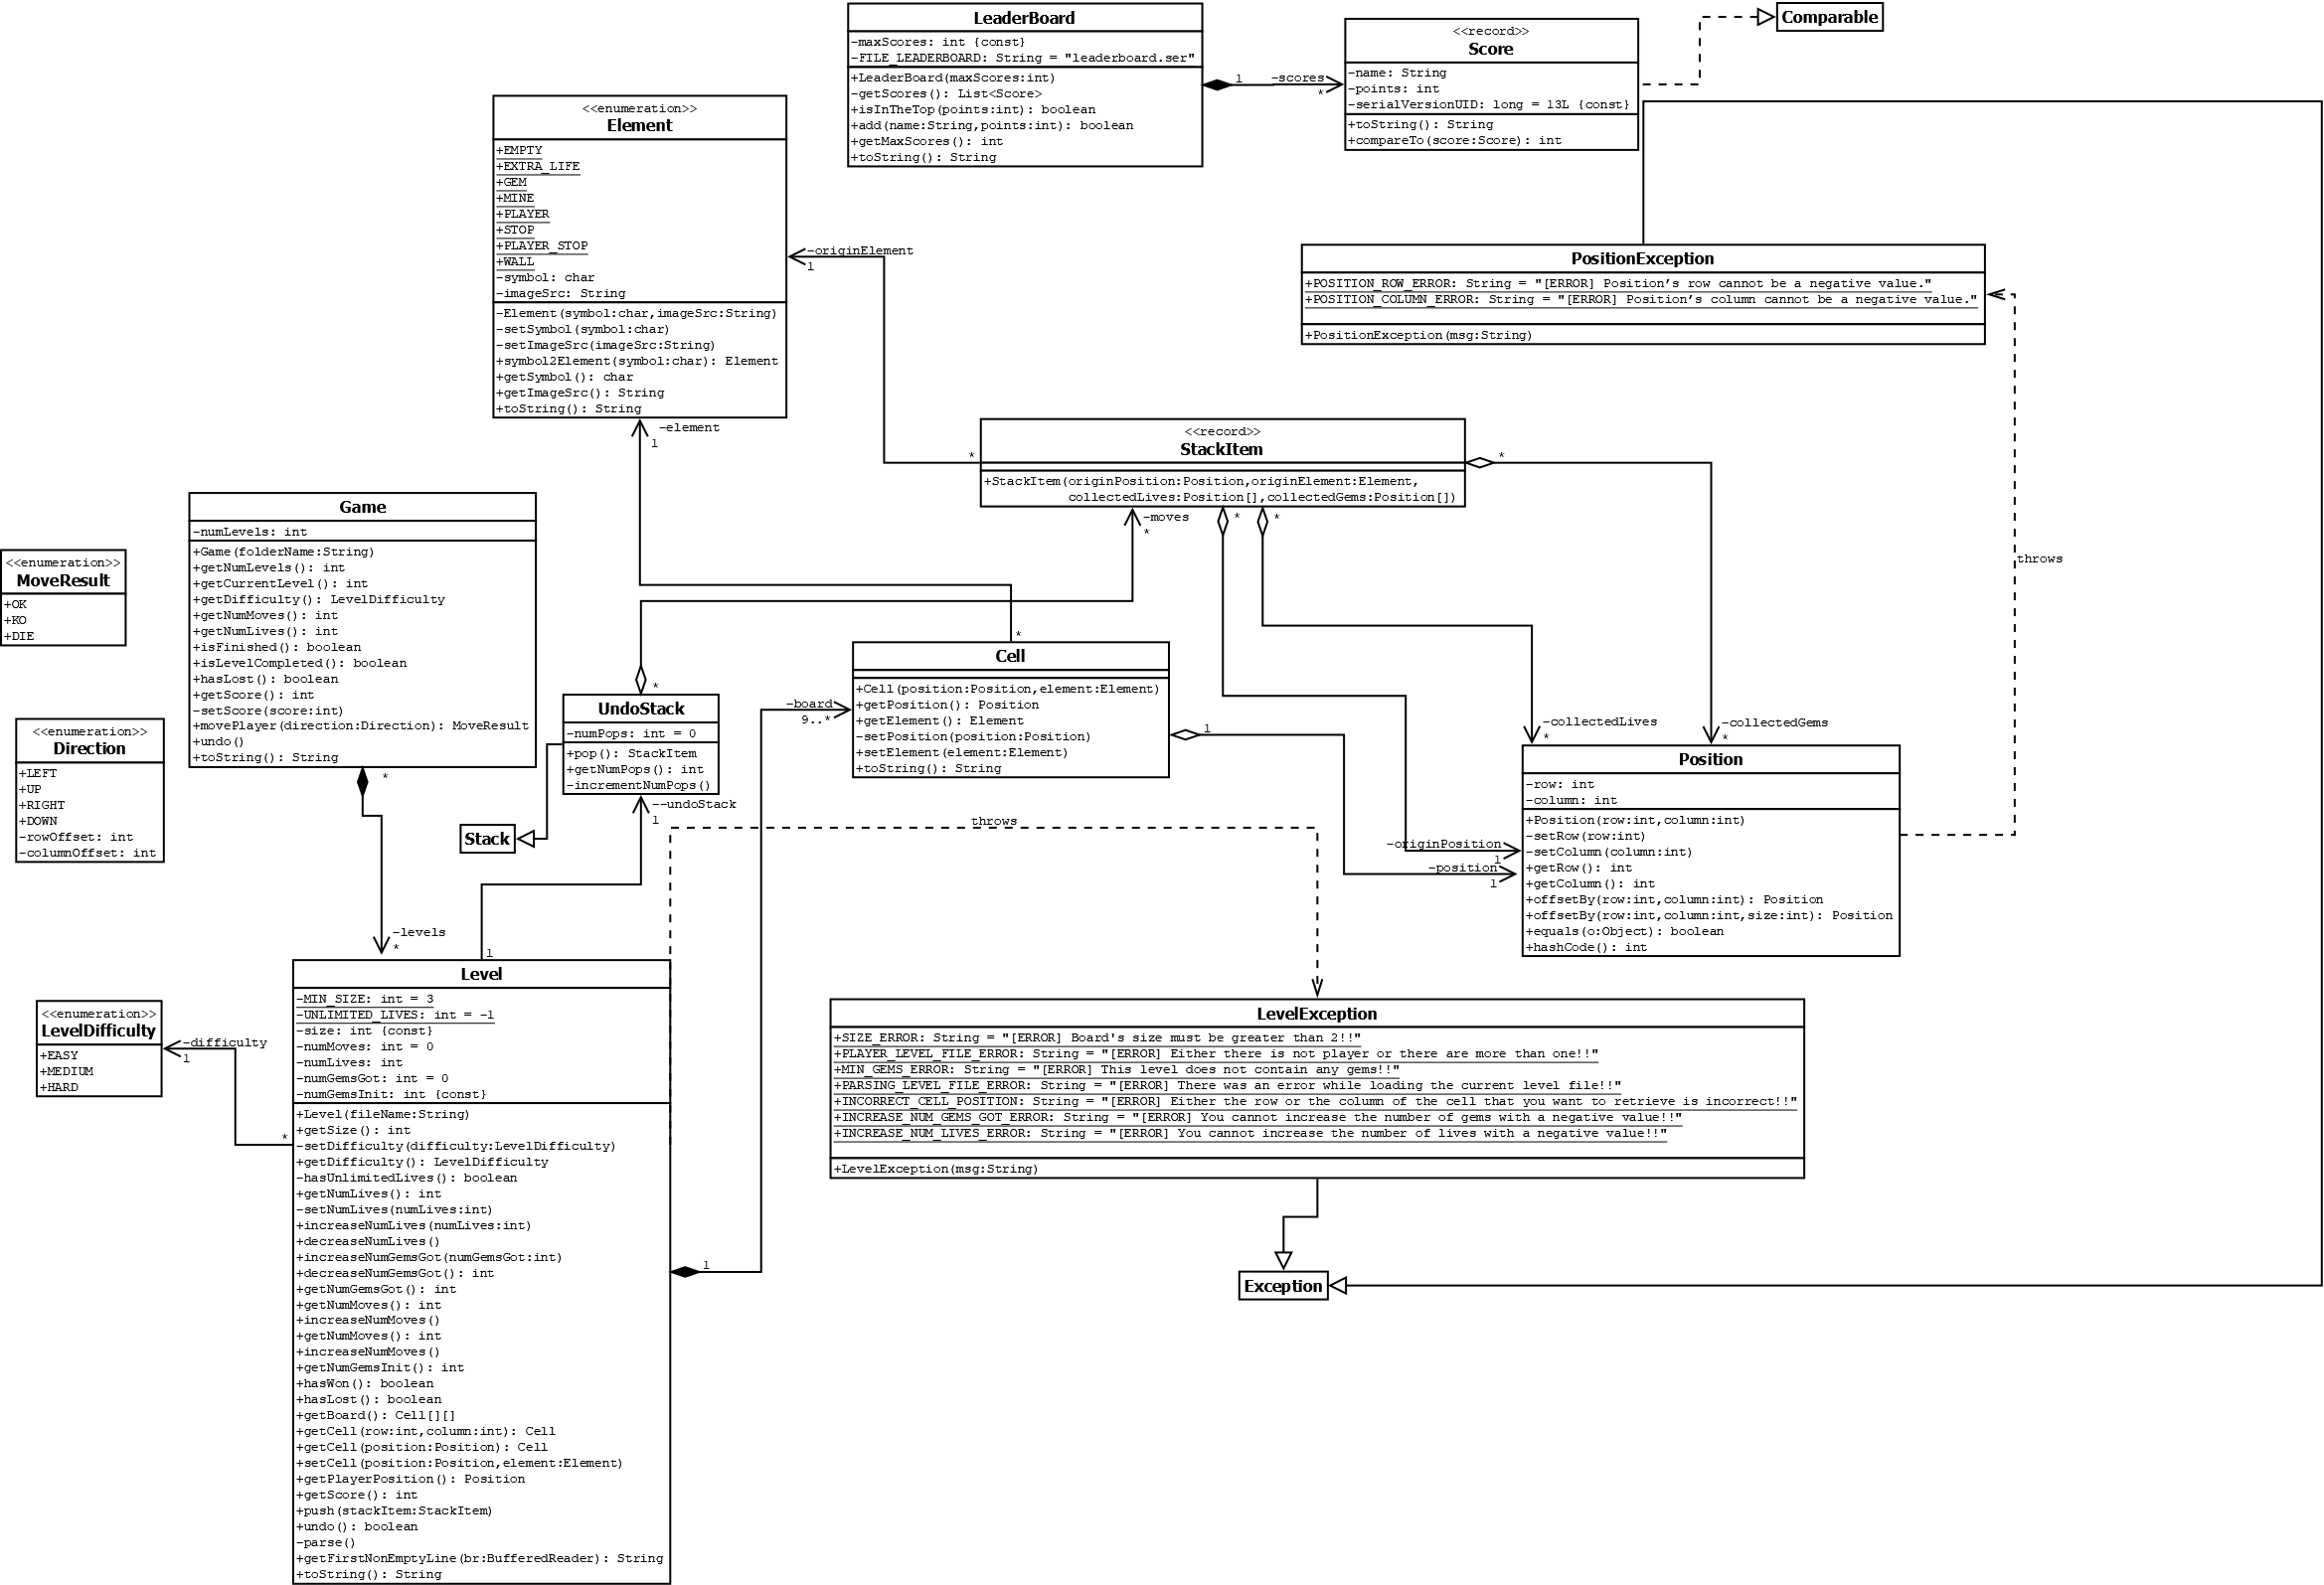 LeaderBoard
-maxScores: int {const}
-FILE_LEADERBOARD: String = "leaderboard.ser"
+LeaderBoard(maxScores:int)
-getScores(): List<Score>
+isInTheTop(points:int): boolean
+add(name:String,points:int): boolean
+getMaxScores(): int
+toString(): String
1
-scores
*
<<record>>
Score
-name: String
-points: int
-serialVersionUID: long = 13L {const}
+toString(): String
+compareTo(score:Score): int
Comparable
<<enumeration>>
Element
+EMPTY
+EXTRA_LIFE
+GEM
+MINE
+PLAYER
+STOP
+PLAYER_STOP
+WALL
-symbol: char
-imageSrc: String
-Element(symbol:char,imageSrc:String)
-setSymbol(symbol:char)
-setImageSrc(imageSrc:String)
+symbol2Element(symbol:char): Element
+getSymbol(): char
+getImageSrc(): String
+toString(): String
-originElement
1
-element
1
PositionException
+POSITION_ROW_ERROR: String = "[ERROR] Position’s row cannot be a negative value."
+POSITION_COLUMN_ERROR: String = "[ERROR] Position’s column cannot be a negative value."
+PositionException(msg:String)
throws
<<record>>
StackItem
+StackItem(originPosition:Position,originElement:Element,
collectedLives:Position[],collectedGems:Position[])
*
*
-moves
*
*
*
Game
-numLevels: int
+Game(folderName:String)
+getNumLevels(): int
+getCurrentLevel(): int
+getDifficulty(): LevelDifficulty
+getNumMoves(): int
+getNumLives(): int
+isFinished(): boolean
+isLevelCompleted(): boolean
+hasLost(): boolean
+getScore(): int
-setScore(score:int)
+movePlayer(direction:Direction): MoveResult
+undo()
+toString(): String
*
<<enumeration>>
MoveResult
+OK
+KO
+DIE
<<enumeration>>
Direction
+LEFT
+UP
+RIGHT
+DOWN
-rowOffset: int
-columnOffset: int
*
UndoStack
-numPops: int = 0
+pop(): StackItem
+getNumPops(): int
-incrementNumPops()
--undoStack
1
Stack
*
Cell
+Cell(position:Position,element:Element)
+getPosition(): Position
+getElement(): Element
-setPosition(position:Position)
+setElement(element:Element)
+toString(): String
-board
9..*
1
-collectedLives
*
-collectedGems
*
Position
-row: int
-column: int
+Position(row:int,column:int)
-setRow(row:int)
-setColumn(column:int)
+getRow(): int
+getColumn(): int
+offsetBy(row:int,column:int): Position
+offsetBy(row:int,column:int,size:int): Position
+equals(o:Object): boolean
+hashCode(): int
-originPosition
1
-position
1
throws
-levels
*
1
Level
-MIN_SIZE: int = 3
-UNLIMITED_LIVES: int = -1
-size: int {const}
-numMoves: int = 0
-numLives: int
-numGemsGot: int = 0
-numGemsInit: int {const}
+Level(fileName:String)
+getSize(): int
-setDifficulty(difficulty:LevelDifficulty)
+getDifficulty(): LevelDifficulty
-hasUnlimitedLives(): boolean
+getNumLives(): int
-setNumLives(numLives:int)
+increaseNumLives(numLives:int)
+decreaseNumLives()
+increaseNumGemsGot(numGemsGot:int)
+decreaseNumGemsGot(): int
+getNumGemsGot(): int
+getNumMoves(): int
+increaseNumMoves()
+getNumMoves(): int
+increaseNumMoves()
+getNumGemsInit(): int
+hasWon(): boolean
+hasLost(): boolean
+getBoard(): Cell[][]
+getCell(row:int,column:int): Cell
+getCell(position:Position): Cell
+setCell(position:Position,element:Element)
+getPlayerPosition(): Position
+getScore(): int
+push(stackItem:StackItem)
+undo(): boolean
-parse()
+getFirstNonEmptyLine(br:BufferedReader): String
+toString(): String
<<enumeration>>
LevelDifficulty
+EASY
+MEDIUM
+HARD
-difficulty
1
*
1
LevelException
+SIZE_ERROR: String = "[ERROR] Board's size must be greater than 2!!"
+PLAYER_LEVEL_FILE_ERROR: String = "[ERROR] Either there is not player or there are more than one!!"
+MIN_GEMS_ERROR: String = "[ERROR] This level does not contain any gems!!"
+PARSING_LEVEL_FILE_ERROR: String = "[ERROR] There was an error while loading the current level file!!"
+INCORRECT_CELL_POSITION: String = "[ERROR] Either the row or the column of the cell that you want to retrieve is incorrect!!"
+INCREASE_NUM_GEMS_GOT_ERROR: String = "[ERROR] You cannot increase the number of gems with a negative value!!"
+INCREASE_NUM_LIVES_ERROR: String = "[ERROR] You cannot increase the number of lives with a negative value!!"
+LevelException(msg:String)
Exception